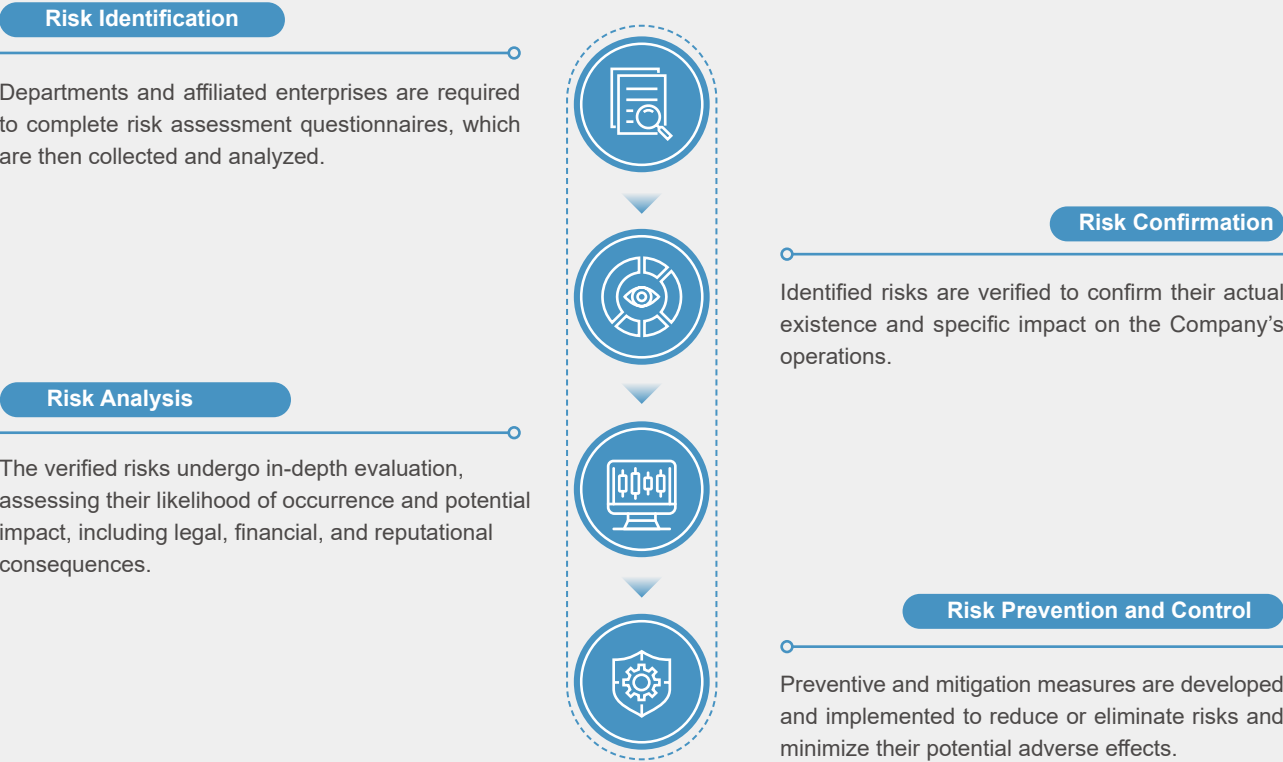 Risk Identification
Departments and affiliated enterprises are required
to complete risk assessment questionnaires, which
are then collected and analyzed.
Risk Confirmation
Identified risks are verified to confirm their actual
existence and specific impact on the Company’s
operations.
Risk Analysis
The verified risks undergo in-depth evaluation,
assessing their likelihood of occurrence and potential
impact, including legal, financial, and reputational
consequences.
Risk Prevention and Control
Preventive and mitigation measures are developed
and implemented to reduce or eliminate risks and
minimize their potential adverse effects.